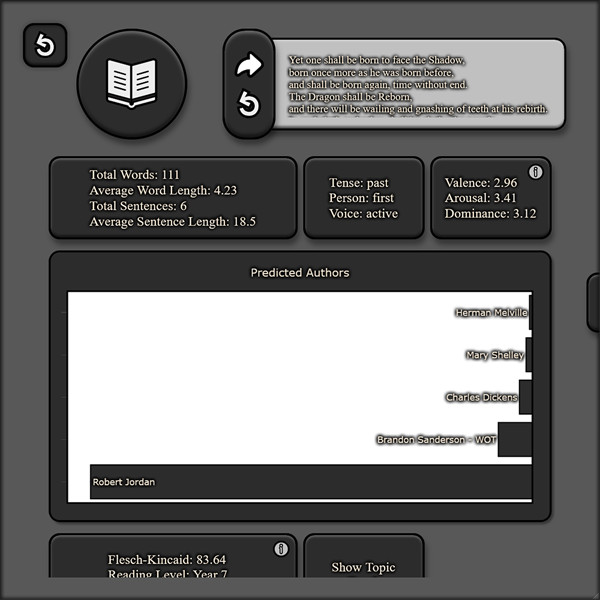 Yet one shall be born to face the Shadow,
born once more as he was born before,
and shall be born again, time without end.
The Dragon shall be Reborn,
and there will be wailing and gnashing of teeth at his rebirth.
Total Words: 111
Average Word Length: 4.23
Total Sentences: 6
Average Sentence Length: 18.5
Tense: past
Person: first
Voice: active
i
Valence: 2.96
Arousal: 3.41
Dominance: 3.12
Predicted Authors
Herman Melville
Mary Shelley
Charles Dickens
Brandon Sanderson - WOT
Robert Jordan
i
Flesch-Kincaid: 83.64
Reading Level: Year 7
Show Topic